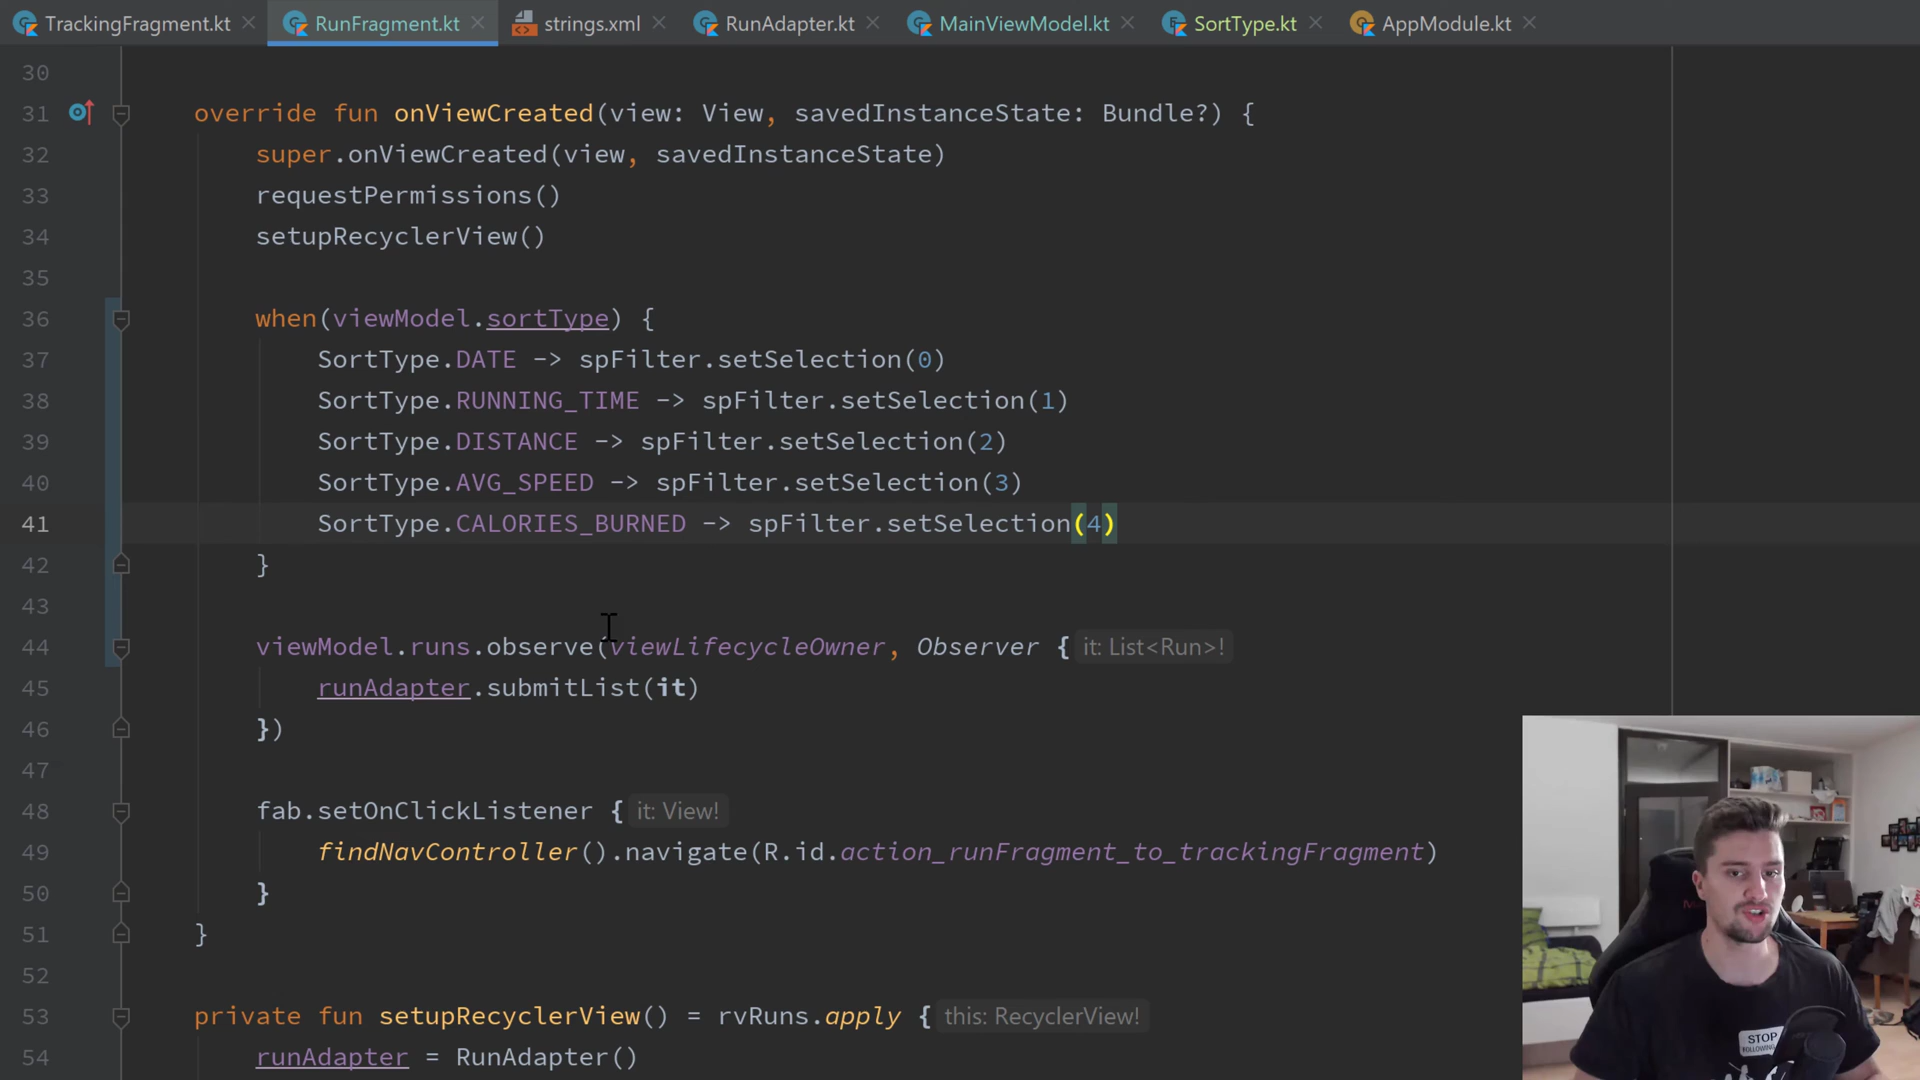 TrackingFragment.kt RunFragment.kt strings.xml RunAdapter.kt MainViewModel.kt SortType.kt AppModule.kt
30
31 override fun onViewCreated(view: View, savedInstanceState: Bundle?) {
32 super.onViewCreated(view, savedInstanceState)
33 requestPermissions()
34 setupRecyclerView()
35
36 when(viewModel.sortType) {
37 SortType.DATE -> spFilter.setSelection(0)
38 SortType.RUNNING_TIME -> spFilter.setSelection(1)
39 SortType.DISTANCE -> spFilter.setSelection(2)
40 SortType.AVG_SPEED -> spFilter.setSelection(3)
41 SortType.CALORIES_BURNED -> spFilter.setSelection(4)
42 }
43
44 viewModel.runs.observe(viewLifecycleOwner, Observer { it: List<Run>!
45 runAdapter.submitList(it)
46 })
47
48 fab.setOnClickListener { it: View!
49 findNavController().navigate(R.id.action_runFragment_to_trackingFragment)
50 }
51 }
52
53 private fun setupRecyclerView() = rvRuns.apply { this: RecyclerView!
54 runAdapter = RunAdapter()
STOP